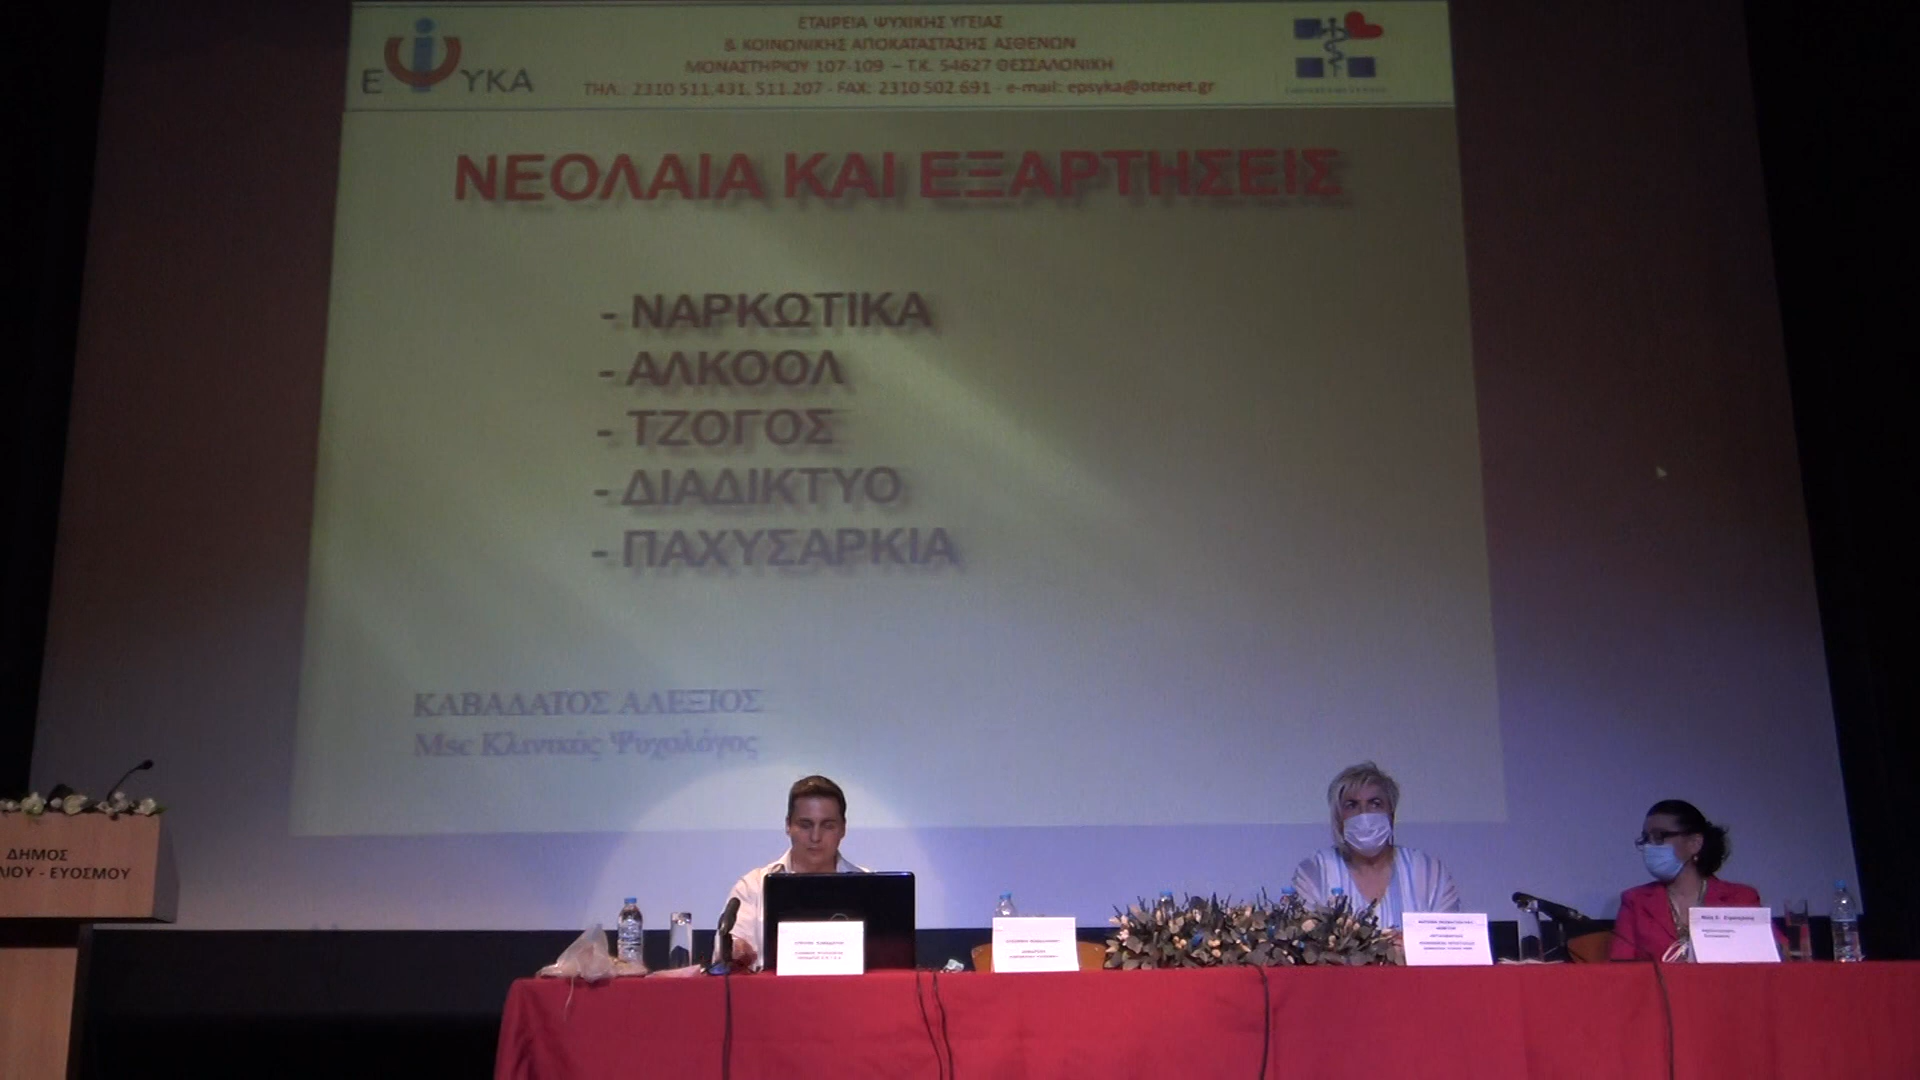 ΕΨΥΚΑ
ΕΤΑΙΡΕΙΑ ΨΥΧΙΚΗΣ ΥΓΕΙΑΣ
& ΚΟΙΝΩΝΙΚΗΣ ΑΠΟΚΑΤΑΣΤΑΣΗΣ ΑΣΘΕΝΩΝ
ΜΟΝΑΣΤΗΡΙΟΥ 107-109 – Τ.Κ. 54627 ΘΕΣΣΑΛΟΝΙΚΗ
ΤΗΛ.: 2310 511.431, 511.207 - FAX: 2310 502.691 - e-mail: epsyka@otenet.gr
ΝΕΟΛΑΙΑ ΚΑΙ ΕΞΑΡΤΗΣΕΙΣ
- ΝΑΡΚΩΤΙΚΑ
- ΑΛΚΟΟΛ
- ΤΖΟΓΟΣ
- ΔΙΑΔΙΚΤΥΟ
- ΠΑΧΥΣΑΡΚΙΑ
ΚΑΒΑΔΑΤΟΣ ΑΛΕΞΙΟΣ
Msc Κλινικός Ψυχολόγος
ΔΗΜΟΣ
ΛΙΟΥ - ΕΥΟΣΜΟΥ